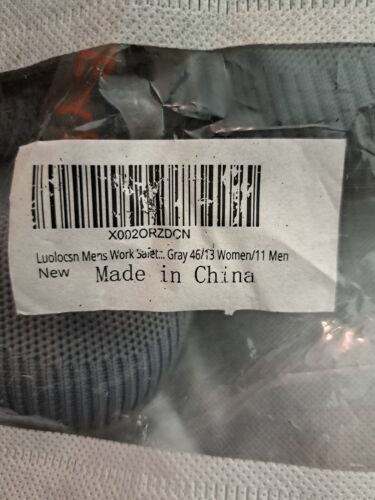 X002ORZDCN
Luolocsn Mens Work Safet... Gray 46/13 Women/11 Men
New
Made in China